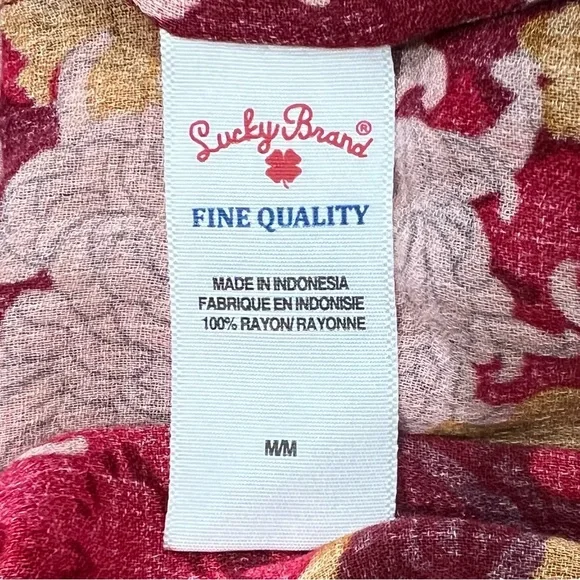 Lucky Brand®
FINE QUALITY
MADE IN INDONESIA
FABRIQUE EN INDONISIE
100% RAYON/RAYONNE
M/M